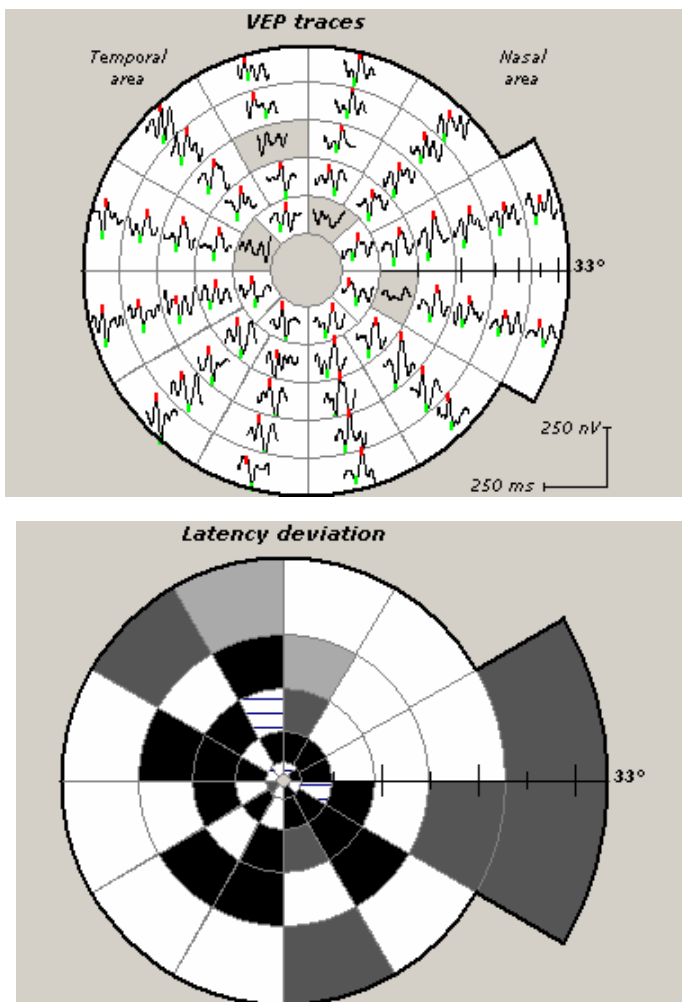 VEP traces
Temporal
area
Nasal
area
33°
250 nV
250 ms
Latency deviation
33°